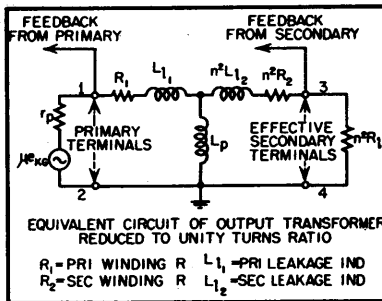 FEEDBACK FROM PRIMARY
FEEDBACK FROM SECONDARY
1
R₁
L₁₁
n²L₁₂
n²R₂
3
rp
PRIMARY TERMINALS
Lp
EFFECTIVE SECONDARY TERMINALS
n²RL
μeKG
2
4
EQUIVALENT CIRCUIT OF OUTPUT TRANSFORMER
REDUCED TO UNITY TURNS RATIO
R₁=PRI WINDING R L₁₁=PRI LEAKAGE IND
R₂=SEC WINDING R L₁₂=SEC LEAKAGE IND